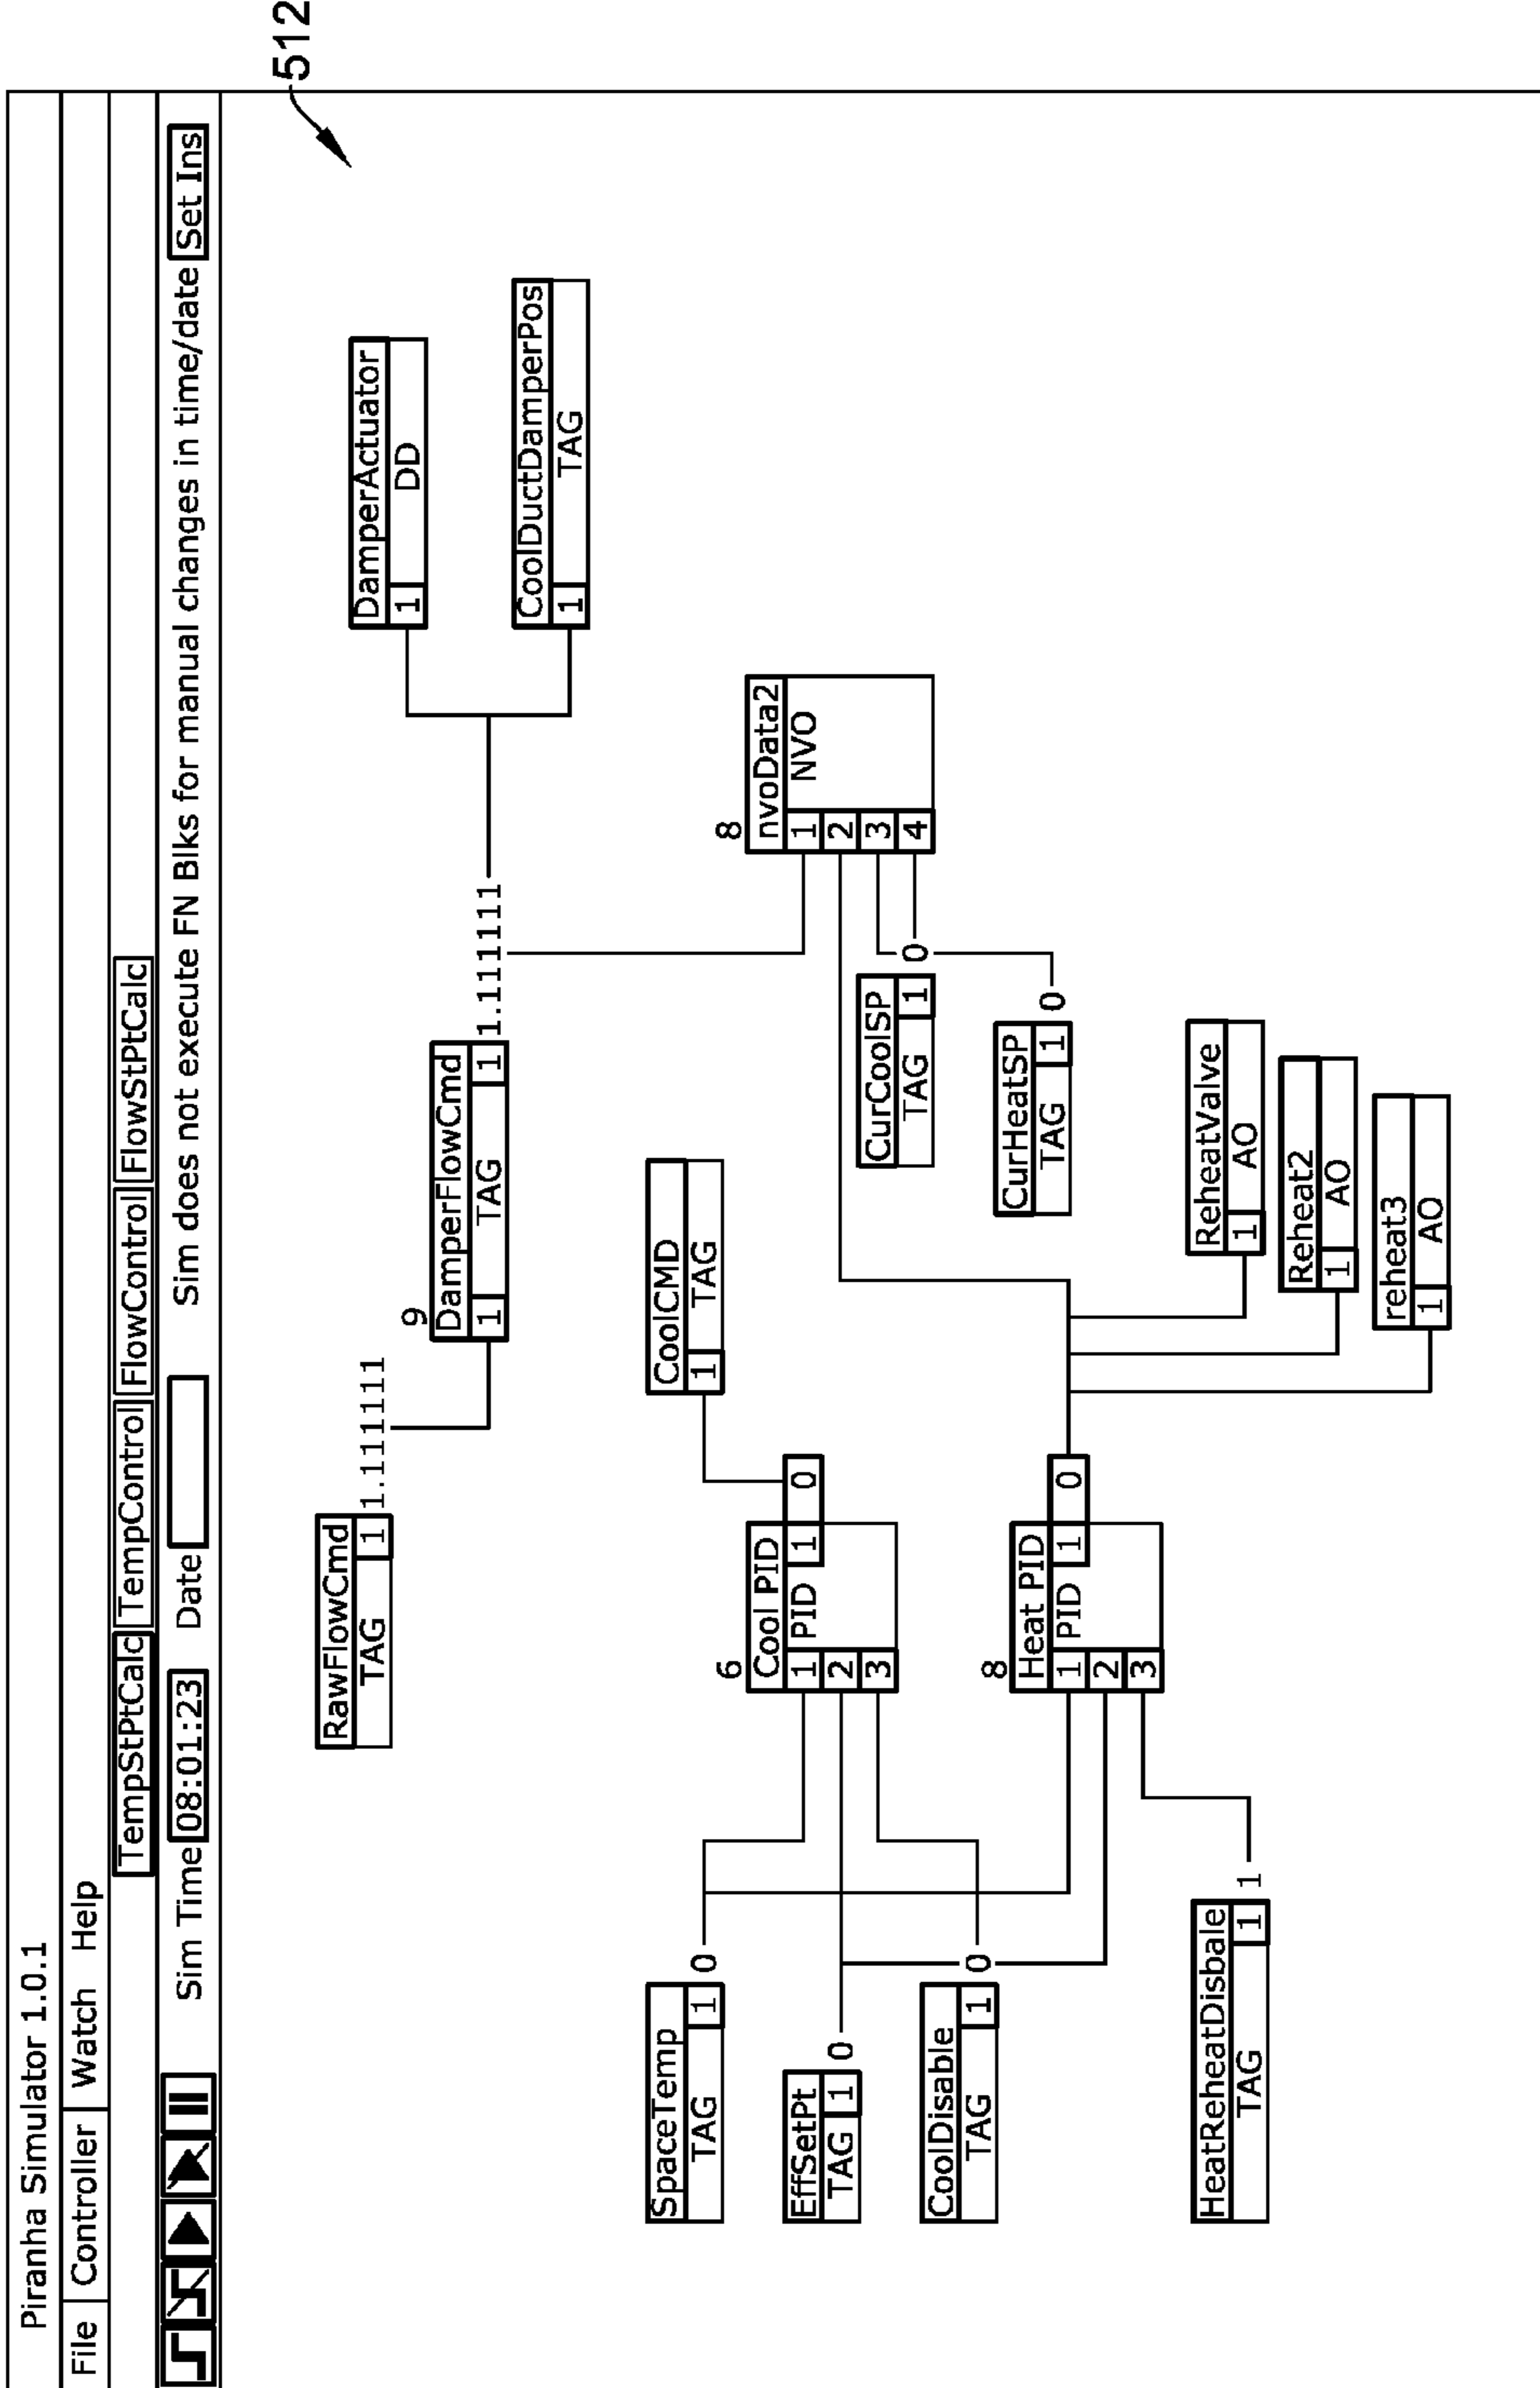 512
Piranha Simulator 1.0.1
File Controller Watch Help
TempStPtCalc TempControl FlowControl FlowStPtCalc
Sim Time 08:01:23 Date Sim does not execute FN Blks for manual changes in time/date Set Ins
RawFlowCmd
TAG 1 1.111111
9
DamperFlowCmd
1 TAG 1 1.111111
DamperActuator
1 DD
CoolDuctDamperPos
1 TAG
SpaceTemp
TAG 1 0
EffSetPt
TAG 1 0
CoolDisable
TAG 1 0
HeatReheatDisbale
TAG 1 1
6
Cool PID
1 PID 1 0
2
3
8
Heat PID
1 PID 1 0
2
3
CoolCMD
1 TAG
8
nvoData2
1 NVO
2
3
4
CurCoolSP
TAG 1 0
CurHeatSP
TAG 1 0
ReheatValve
1 AO
Reheat2
1 AO
reheat3
1 AO